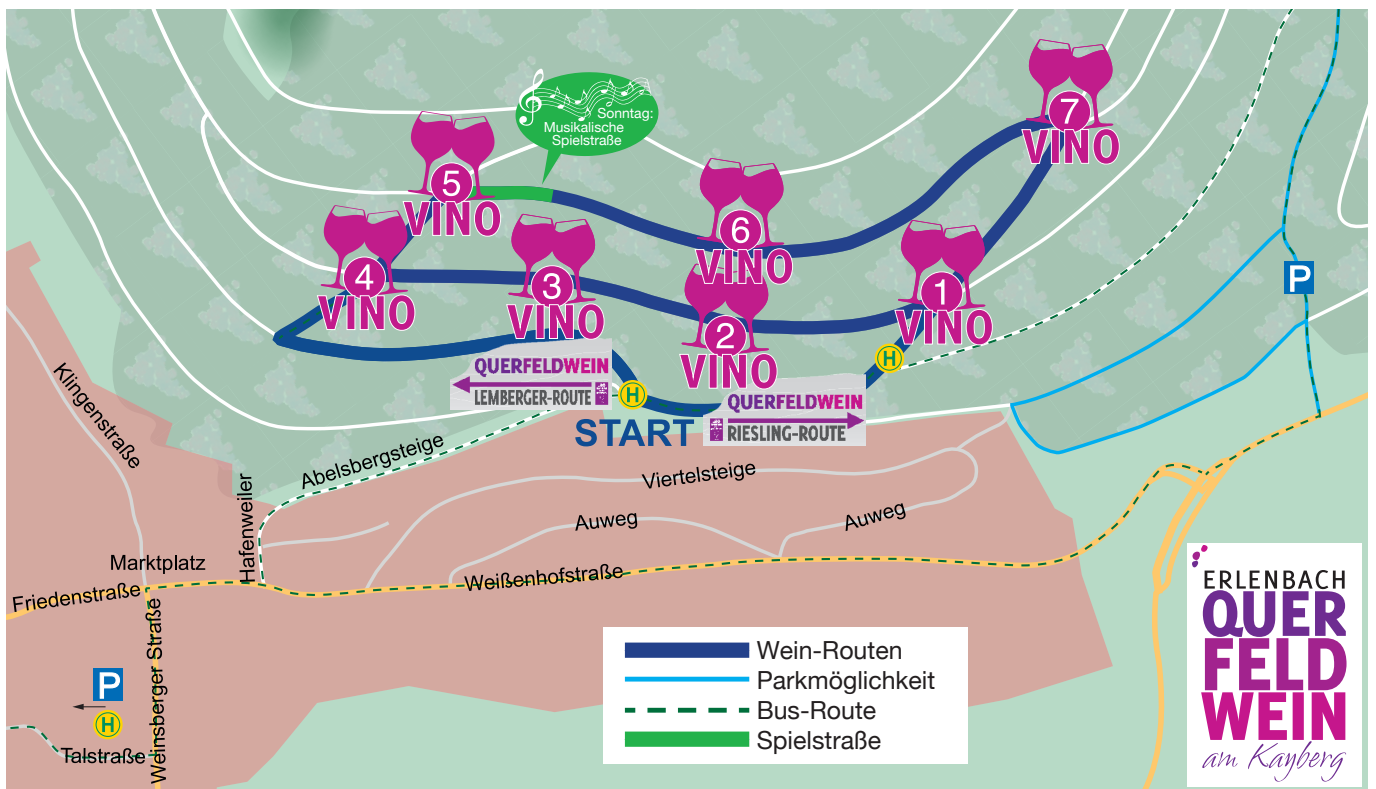 7
VINO
Sonntag:
Musikalische
Spielstraße
5
VINO
6
VINO
4
VINO
3
VINO
1
VINO
2
VINO
P
H
QUERFELDWEIN
LEMBERGER-ROUTE
H
START
QUERFELDWEIN
RIESLING-ROUTE
Klingenstraße
Abelsbergsteige
Viertelsteige
Hafenweiler
Auweg
Auweg
Marktplatz
Weißenhofstraße
Friedenstraße
Weinsberger Straße
P
H
Talstraße
Wein-Routen
Parkmöglichkeit
Bus-Route
Spielstraße
ERLENBACH
QUER
FELD
WEIN
am Kayberg